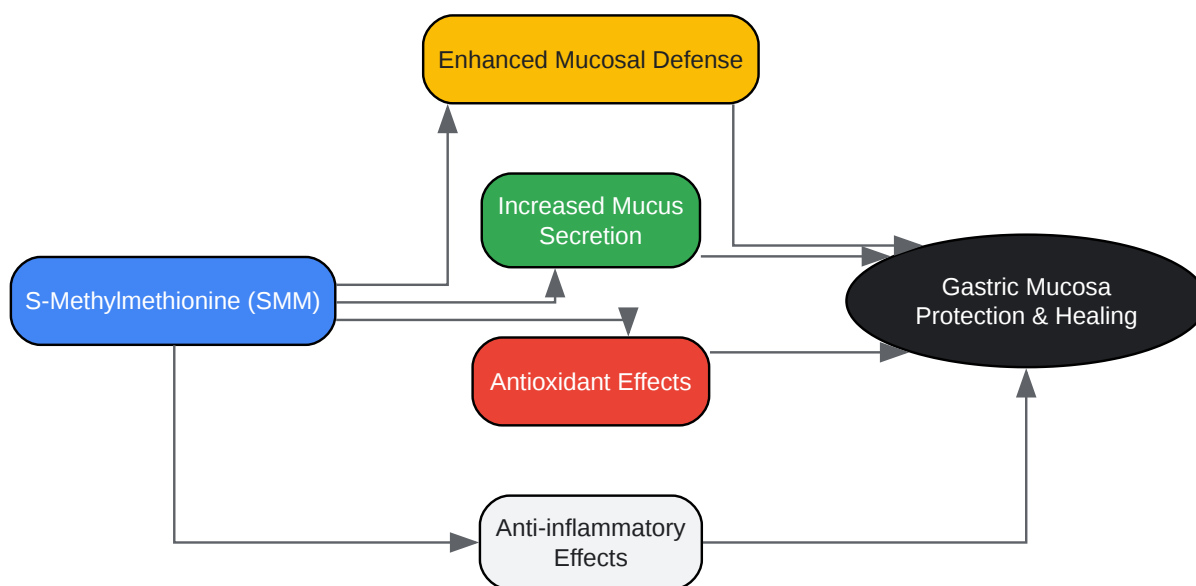 Enhanced Mucosal Defense
Increased Mucus
Secretion
S-Methylmethionine (SMM)
Gastric Mucosa
Protection & Healing
Antioxidant Effects
Anti-inflammatory
Effects